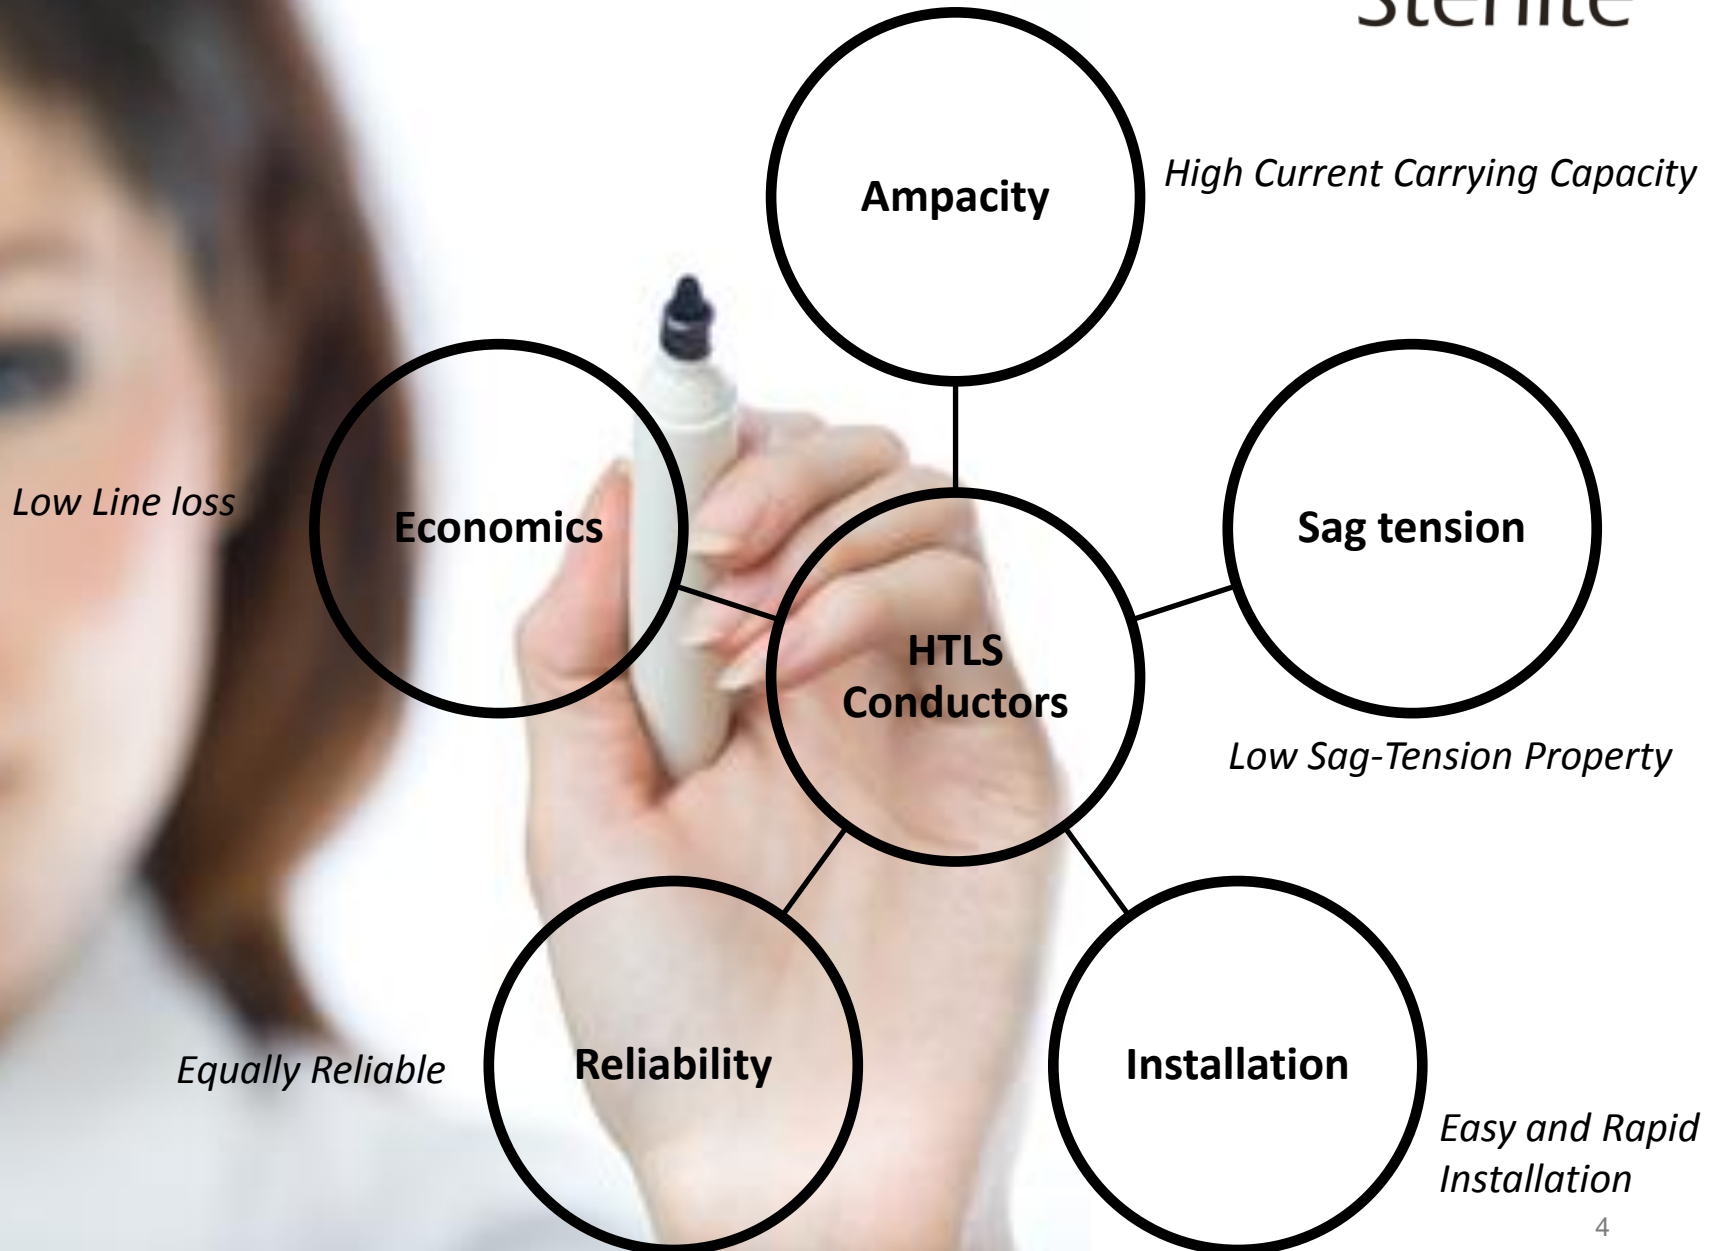 Sterlite
Ampacity
High Current Carrying Capacity
Economics
Low Line loss
Sag tension
Low Sag-Tension Property
HTLS
Conductors
Reliability
Equally Reliable
Installation
Easy and Rapid
Installation
4